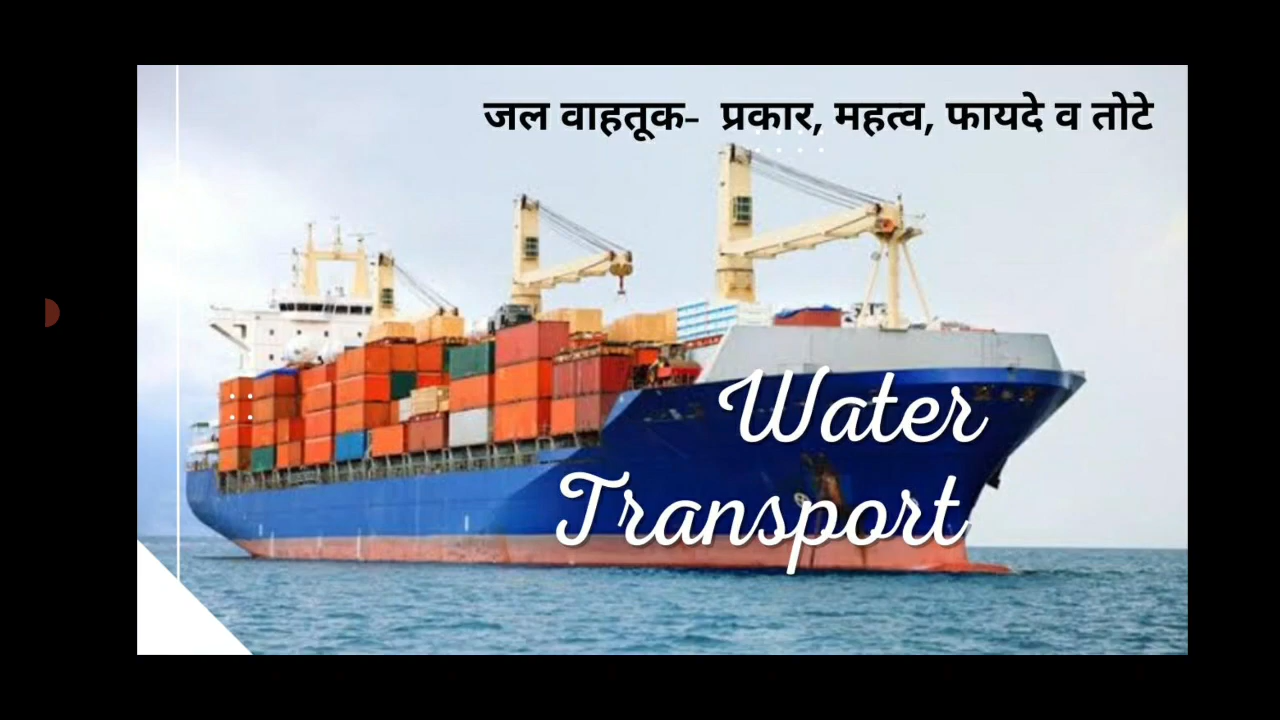 जल वाहतूक- प्रकार, महत्व, फायदे व तोटे
Water
Transport